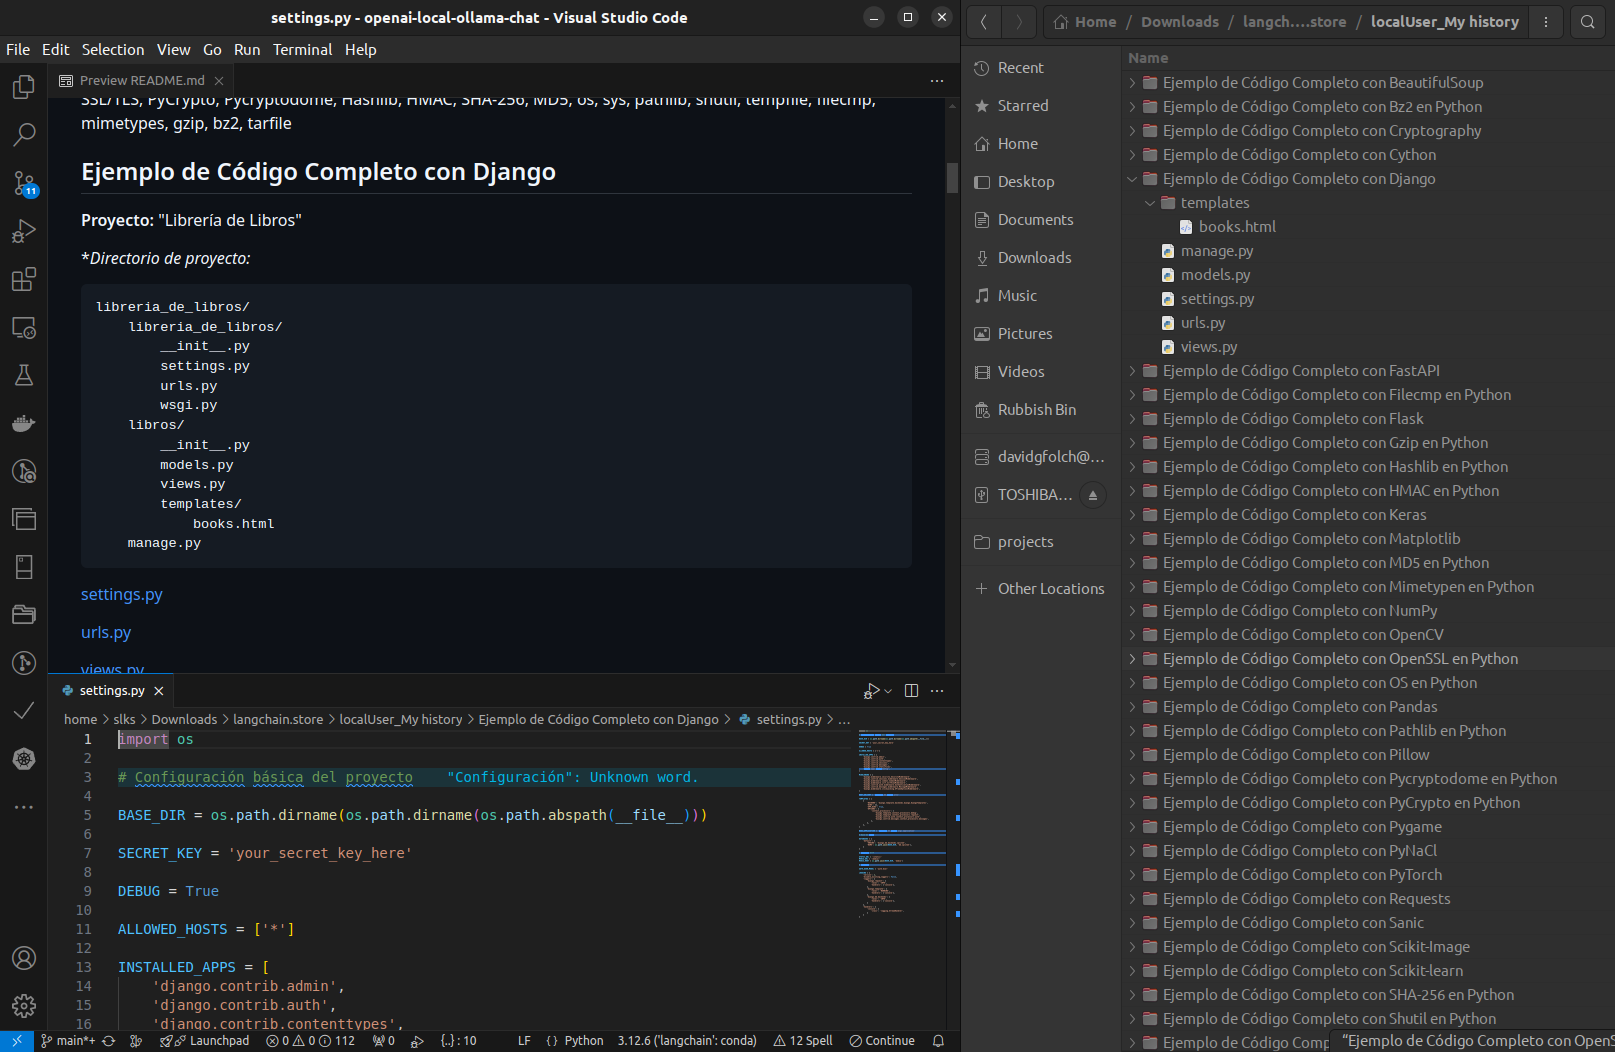 settings.py - openai-local-ollama-chat - Visual Studio Code
File Edit Selection View Go Run Terminal Help
Preview README.md
SSL/TLS, PyCrypto, Pycryptodome, Hashlib, HMAC, SHA-256, MD5, os, sys, pathlib, shutil, tempfile, filecmp,
mimetypes, gzip, bz2, tarfile
Ejemplo de Código Completo con Django
Proyecto: "Librería de Libros"
*Directorio de proyecto:
libreria_de_libros/
libreria_de_libros/
__init__.py
settings.py
urls.py
wsgi.py
libros/
__init__.py
models.py
views.py
templates/
books.html
manage.py
settings.py
urls.py
views.py
11
settings.py
home > slks > Downloads > langchain.store > localUser_My history > Ejemplo de Código Completo con Django > settings.py > ...
1 import os
2
3 # Configuración básica del proyecto "Configuración": Unknown word.
4
5 BASE_DIR = os.path.dirname(os.path.dirname(os.path.abspath(__file__)))
6
7 SECRET_KEY = 'your_secret_key_here'
8
9 DEBUG = True
10
11 ALLOWED_HOSTS = ['*']
12
13 INSTALLED_APPS = [
14 'django.contrib.admin',
15 'django.contrib.auth',
16 'django.contrib.contenttypes',
main*+ Launchpad 0 0 112 0 {..} : 10 LF { } Python 3.12.6 ('langchain': conda) 12 Spell Continue
Home / Downloads / langch....store / localUser_My history
Recent
Starred
Home
Desktop
Documents
Downloads
Music
Pictures
Videos
Rubbish Bin
davidgfolch@...
TOSHIBA...
projects
+ Other Locations
Name
Ejemplo de Código Completo con BeautifulSoup
Ejemplo de Código Completo con Bz2 en Python
Ejemplo de Código Completo con Cryptography
Ejemplo de Código Completo con Cython
Ejemplo de Código Completo con Django
templates
books.html
manage.py
models.py
settings.py
urls.py
views.py
Ejemplo de Código Completo con FastAPI
Ejemplo de Código Completo con Filecmp en Python
Ejemplo de Código Completo con Flask
Ejemplo de Código Completo con Gzip en Python
Ejemplo de Código Completo con Hashlib en Python
Ejemplo de Código Completo con HMAC en Python
Ejemplo de Código Completo con Keras
Ejemplo de Código Completo con Matplotlib
Ejemplo de Código Completo con MD5 en Python
Ejemplo de Código Completo con Mimetypen en Python
Ejemplo de Código Completo con NumPy
Ejemplo de Código Completo con OpenCV
Ejemplo de Código Completo con OpenSSL en Python
Ejemplo de Código Completo con OS en Python
Ejemplo de Código Completo con Pandas
Ejemplo de Código Completo con Pathlib en Python
Ejemplo de Código Completo con Pillow
Ejemplo de Código Completo con Pycryptodome en Python
Ejemplo de Código Completo con PyCrypto en Python
Ejemplo de Código Completo con Pygame
Ejemplo de Código Completo con PyNaCl
Ejemplo de Código Completo con PyTorch
Ejemplo de Código Completo con Requests
Ejemplo de Código Completo con Sanic
Ejemplo de Código Completo con Scikit-Image
Ejemplo de Código Completo con Scikit-learn
Ejemplo de Código Completo con SHA-256 en Python
Ejemplo de Código Completo con Shutil en Python
Ejemplo de Código Comp
"Ejemplo de Código Completo con OpenS